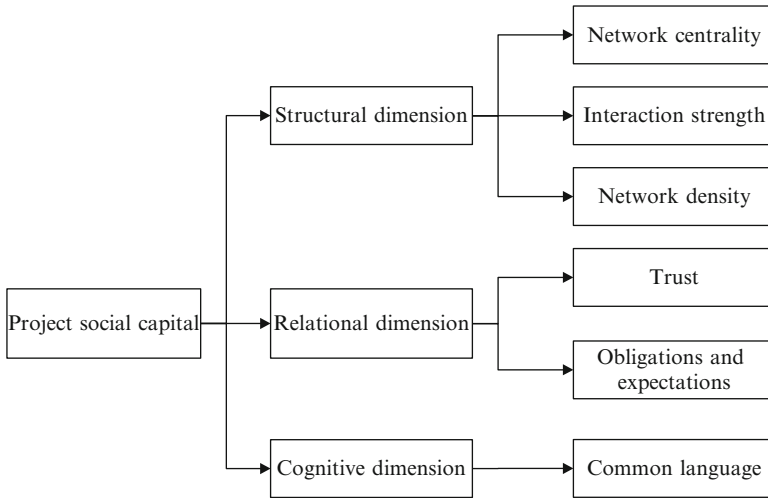 Network centrality
Structural dimension
Interaction strength
Network density
Trust
Project social capital
Relational dimension
Obligations and
expectations
Cognitive dimension
Common language